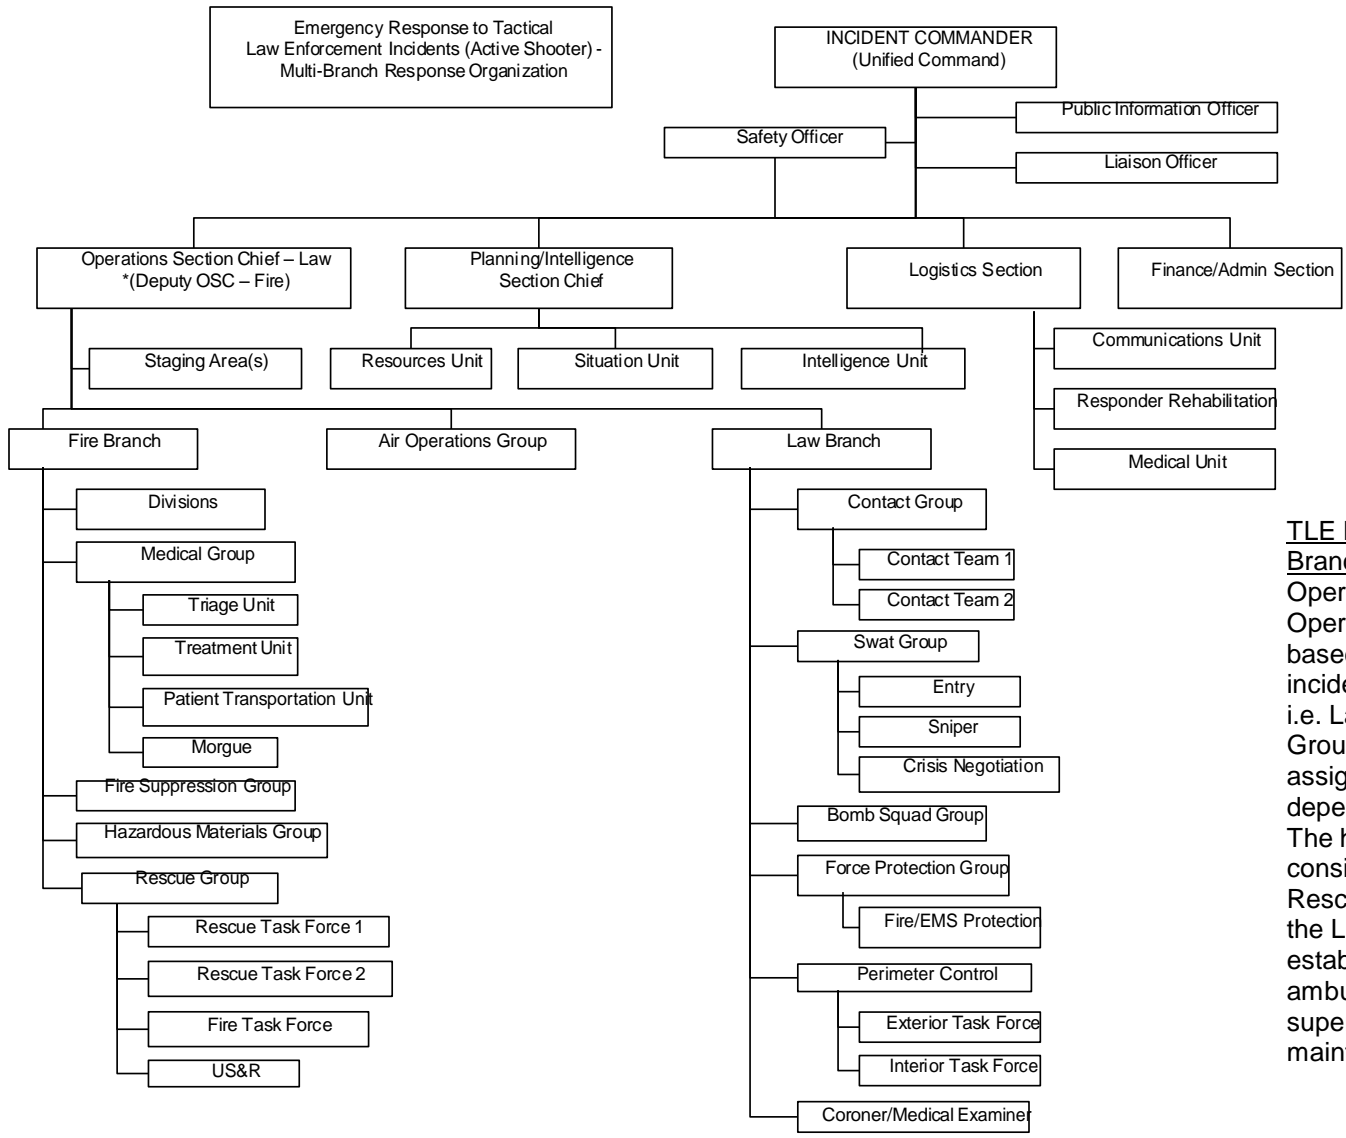 Emergency Response to Tactical
Law Enforcement Incidents (Active Shooter) -
Multi-Branch Response Organization
INCIDENT COMMANDER
(Unified Command)
Public Information Officer
Safety Officer
Liaison Officer
Operations Section Chief – Law
*(Deputy OSC – Fire)
Planning/Intelligence
Section Chief
Logistics Section
Finance/Admin Section
Staging Area(s)
Resources Unit
Situation Unit
Intelligence Unit
Communications Unit
Responder Rehabilitation
Medical Unit
Fire Branch
Air Operations Group
Law Branch
Divisions
Medical Group
Triage Unit
Treatment Unit
Patient Transportation Unit
Morgue
Fire Suppression Group
Hazardous Materials Group
Rescue Group
Rescue Task Force 1
Rescue Task Force 2
Fire Task Force
US&R
Contact Group
Contact Team 1
Contact Team 2
Swat Group
Entry
Sniper
Crisis Negotiation
Bomb Squad Group
Force Protection Group
Fire/EMS Protection
Perimeter Control
Exterior Task Force
Interior Task Force
Coroner/Medical Examiner
TLE
Bran
Oper
Oper
base
incide
i.e. L
Grou
assig
depe
The
consi
Resc
the L
estab
ambu
supe
main